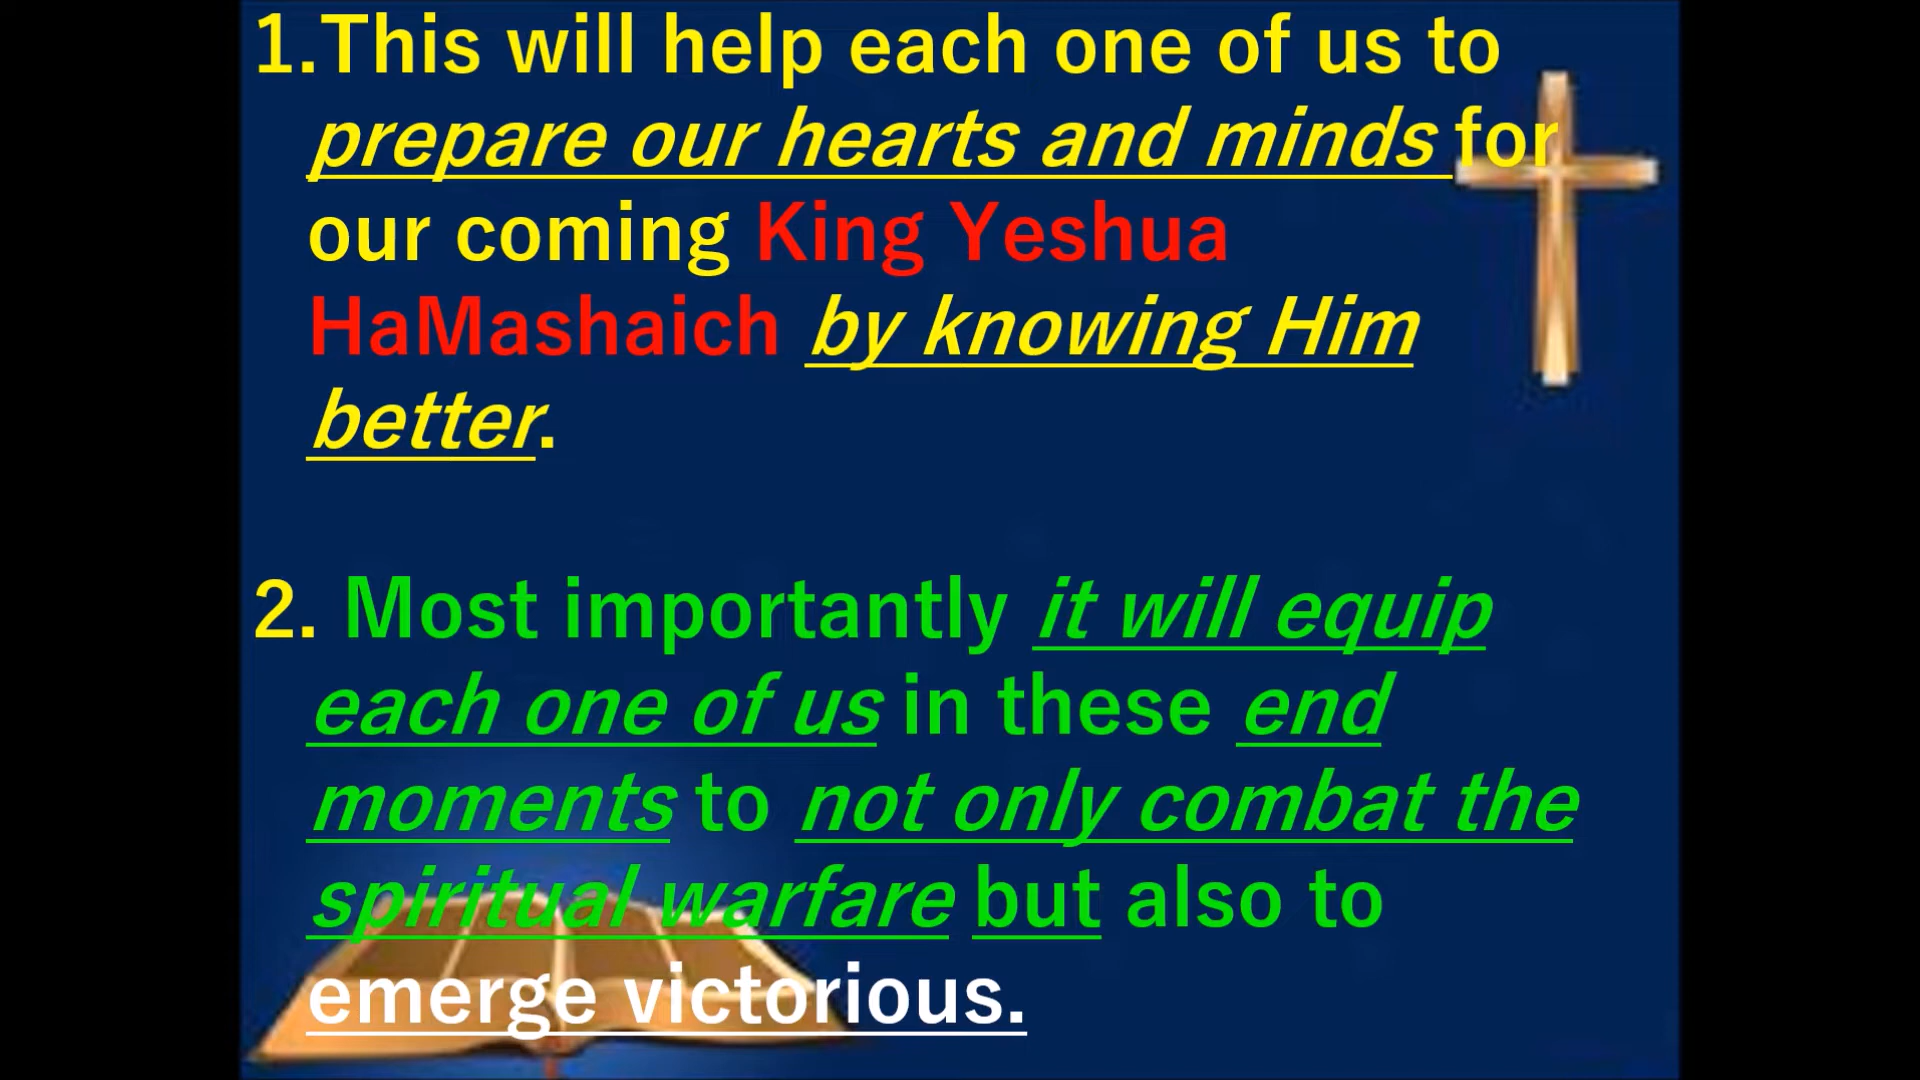 1.This will help each one of us to
prepare our hearts and minds for
our coming King Yeshua
HaMashaich by knowing Him
better.
2. Most importantly it will equip
each one of us in these end
moments to not only combat the
spiritual warfare but also to
emerge victorious.